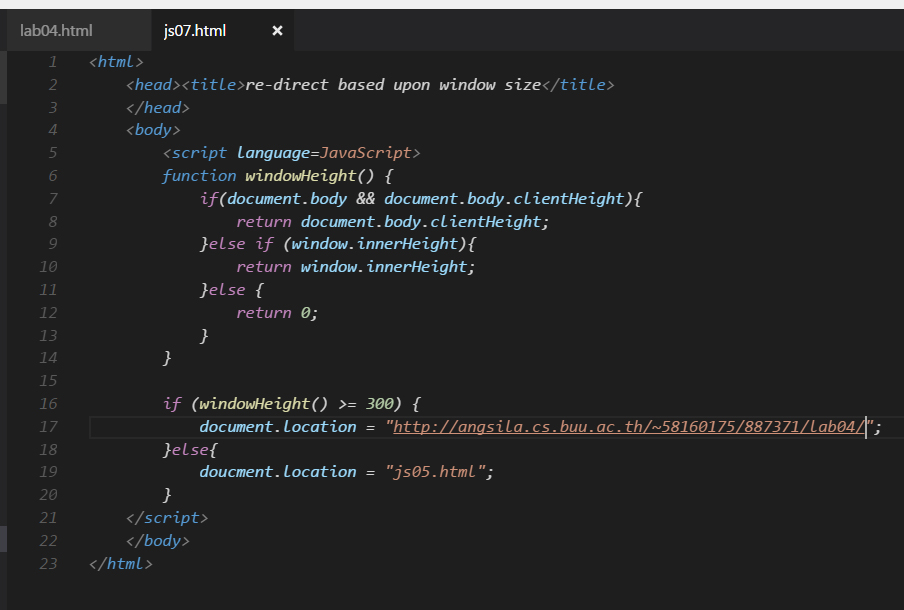 lab04.html js07.html ×
1 <html>
2 <head><title>re-direct based upon window size</title>
3 </head>
4 <body>
5 <script language=JavaScript>
6 function windowHeight() {
7 if(document.body && document.body.clientHeight){
8 return document.body.clientHeight;
9 }else if (window.innerHeight){
10 return window.innerHeight;
11 }else {
12 return 0;
13 }
14 }
15
16 if (windowHeight() >= 300) {
17 document.location = "http://angsila.cs.buu.ac.th/~58160175/887371/lab04/";
18 }else{
19 doucment.location = "js05.html";
20 }
21 </script>
22 </body>
23 </html>